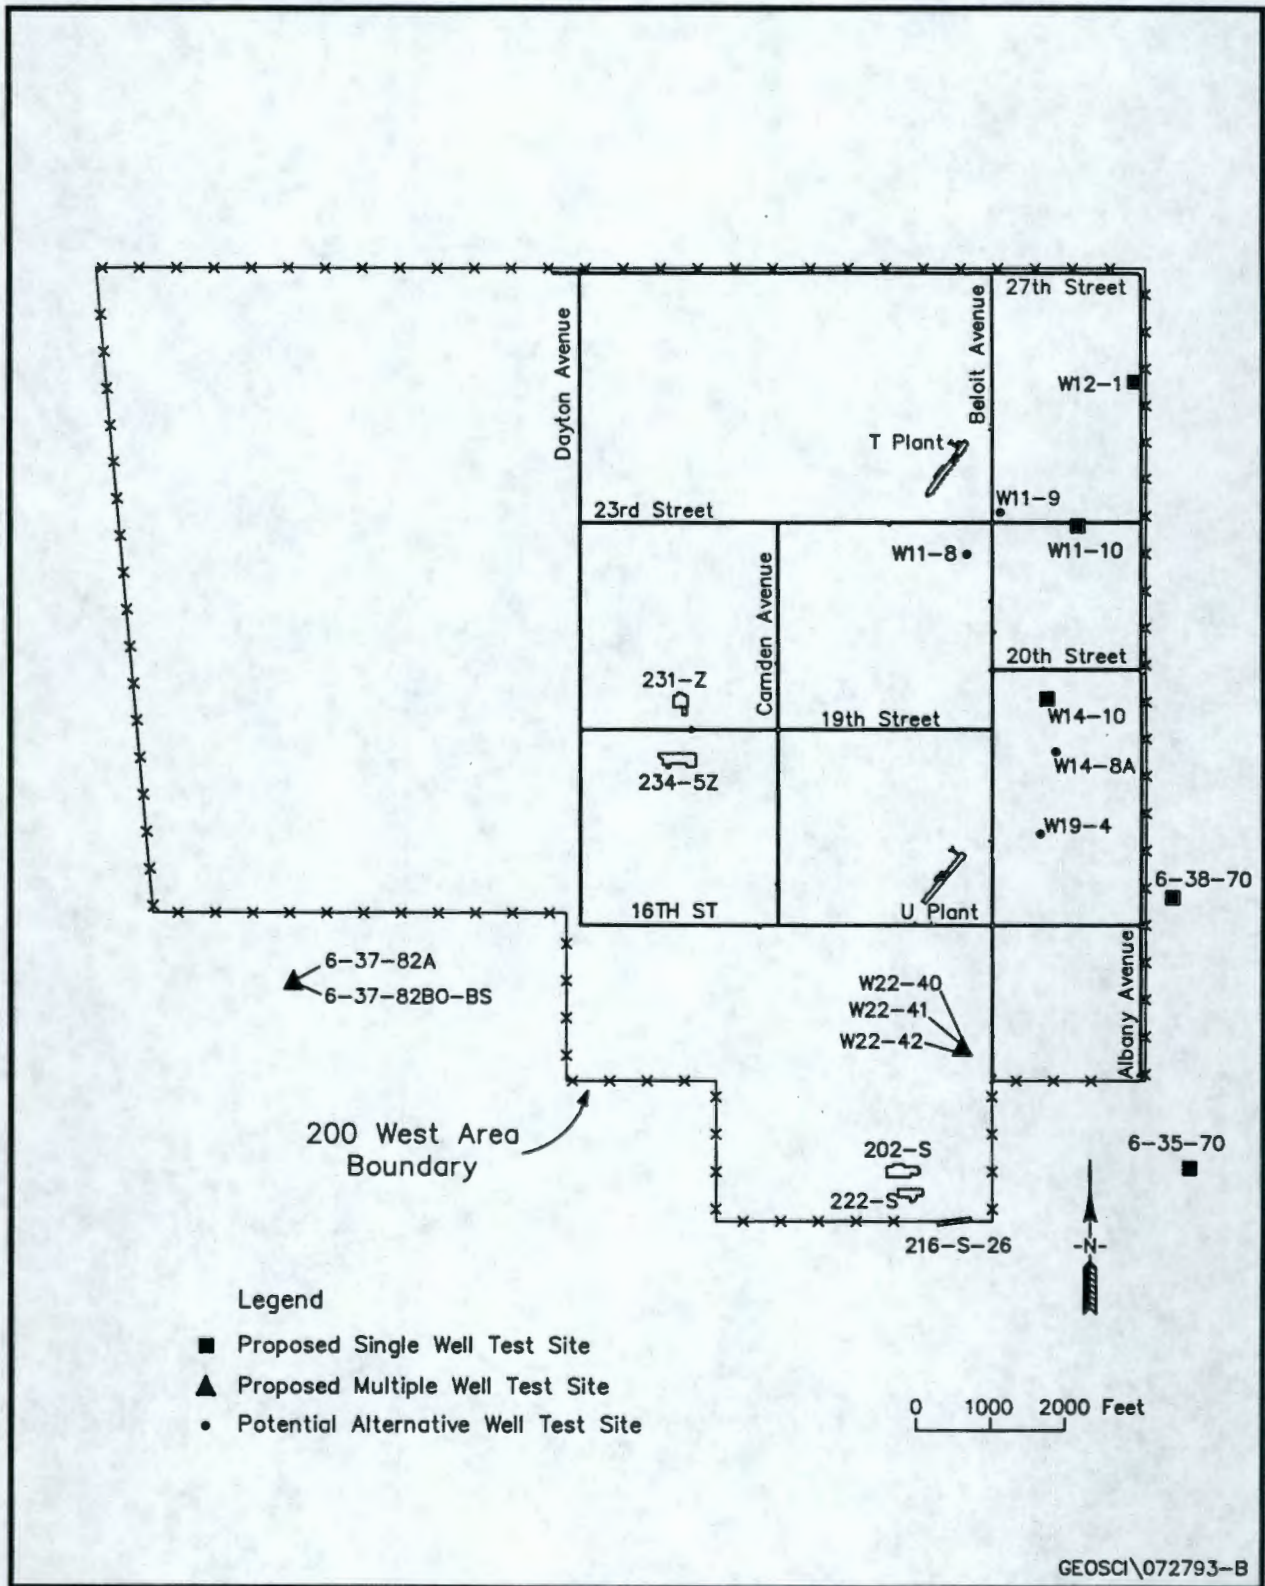 27th Street
Dayton Avenue
Beloit Avenue
W12-1
T Plant
W11-9
23rd Street
W11-8
W11-10
Camden Avenue
20th Street
231-Z
W14-10
19th Street
W14-8A
234-5Z
W19-4
6-38-70
16TH ST
U Plant
6-37-82A
6-37-82BO-BS
W22-40
W22-41
W22-42
Albany Avenue
200 West Area
Boundary
202-S
6-35-70
222-S
216-S-26
-N-
Legend
Proposed Single Well Test Site
Proposed Multiple Well Test Site
Potential Alternative Well Test Site
0 1000 2000 Feet
GEOSCI\072793-B